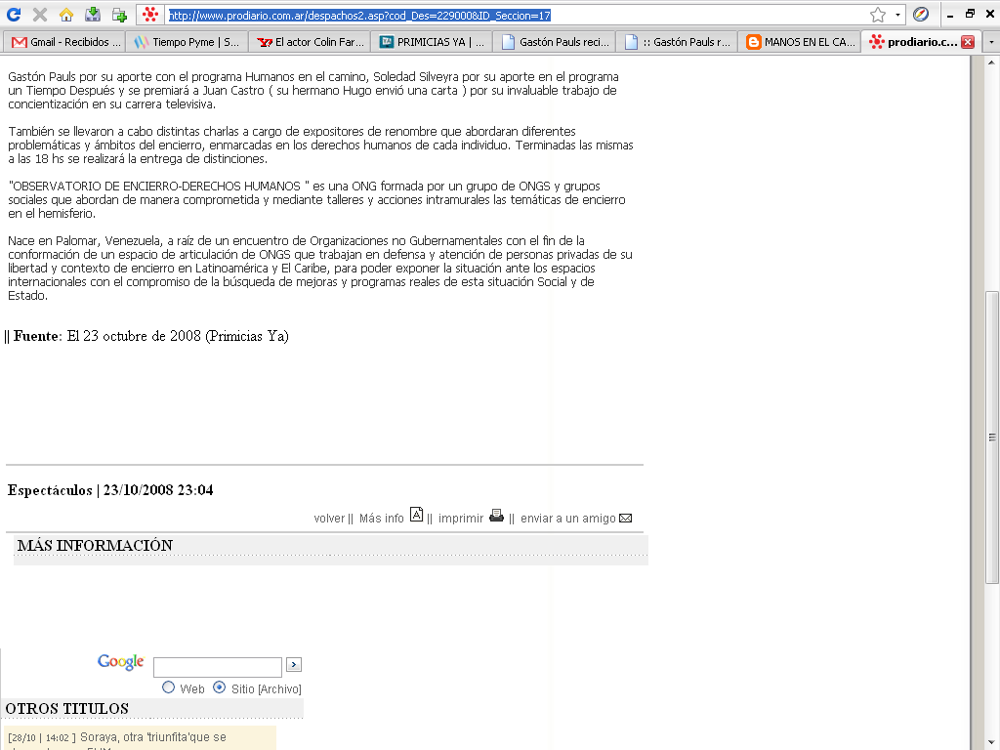 http://www.prodiario.com.ar/despachos2.asp?cod_Des=22900&ID_Seccion=17
Gmail - Recibidos ...
Tiempo Pyme | S...
El actor Colin Far...
PRIMICIAS YA | ...
Gastón Pauls reci...
:: Gastón Pauls r...
MANOS EN EL CA...
prodiario.c...
Gastón Pauls por su aporte con el programa Humanos en el camino, Soledad Silveyra por su aporte en el programa
un Tiempo Después y se premiará a Juan Castro ( su hermano Hugo envió una carta ) por su invaluable trabajo de
concientización en su carrera televisiva.
También se llevaron a cabo distintas charlas a cargo de expositores de renombre que abordaran diferentes
problemáticas y ámbitos del encierro, enmarcadas en los derechos humanos de cada individuo. Terminadas las mismas
a las 18 hs se realizará la entrega de distinciones.
"OBSERVATORIO DE ENCIERRO-DERECHOS HUMANOS " es una ONG formada por un grupo de ONGS y grupos
sociales que abordan de manera comprometida y mediante talleres y acciones intramurales las temáticas de encierro
en el hemisferio.
Nace en Palomar, Venezuela, a raíz de un encuentro de Organizaciones no Gubernamentales con el fin de la
conformación de un espacio de articulación de ONGS que trabajan en defensa y atención de personas privadas de su
libertad y contexto de encierro en Latinoamérica y El Caribe, para poder exponer la situación ante los espacios
internacionales con el compromiso de la búsqueda de mejoras y programas reales de esta situación Social y de
Estado.
|| Fuente: El 23 octubre de 2008 (Primicias Ya)
Espectáculos | 23/10/2008 23:04
volver || Más info A || imprimir || enviar a un amigo
MÁS INFORMACIÓN
Google
Web Sitio [Archivo]
OTROS TITULOS
[28/10 | 14:02 ] Soraya, otra 'triunfita'que se